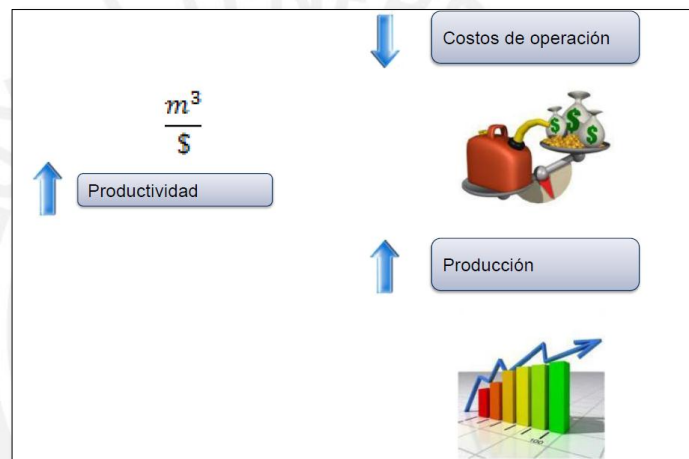 Costos de operación
m³
$
Productividad
$ $ $
Producción